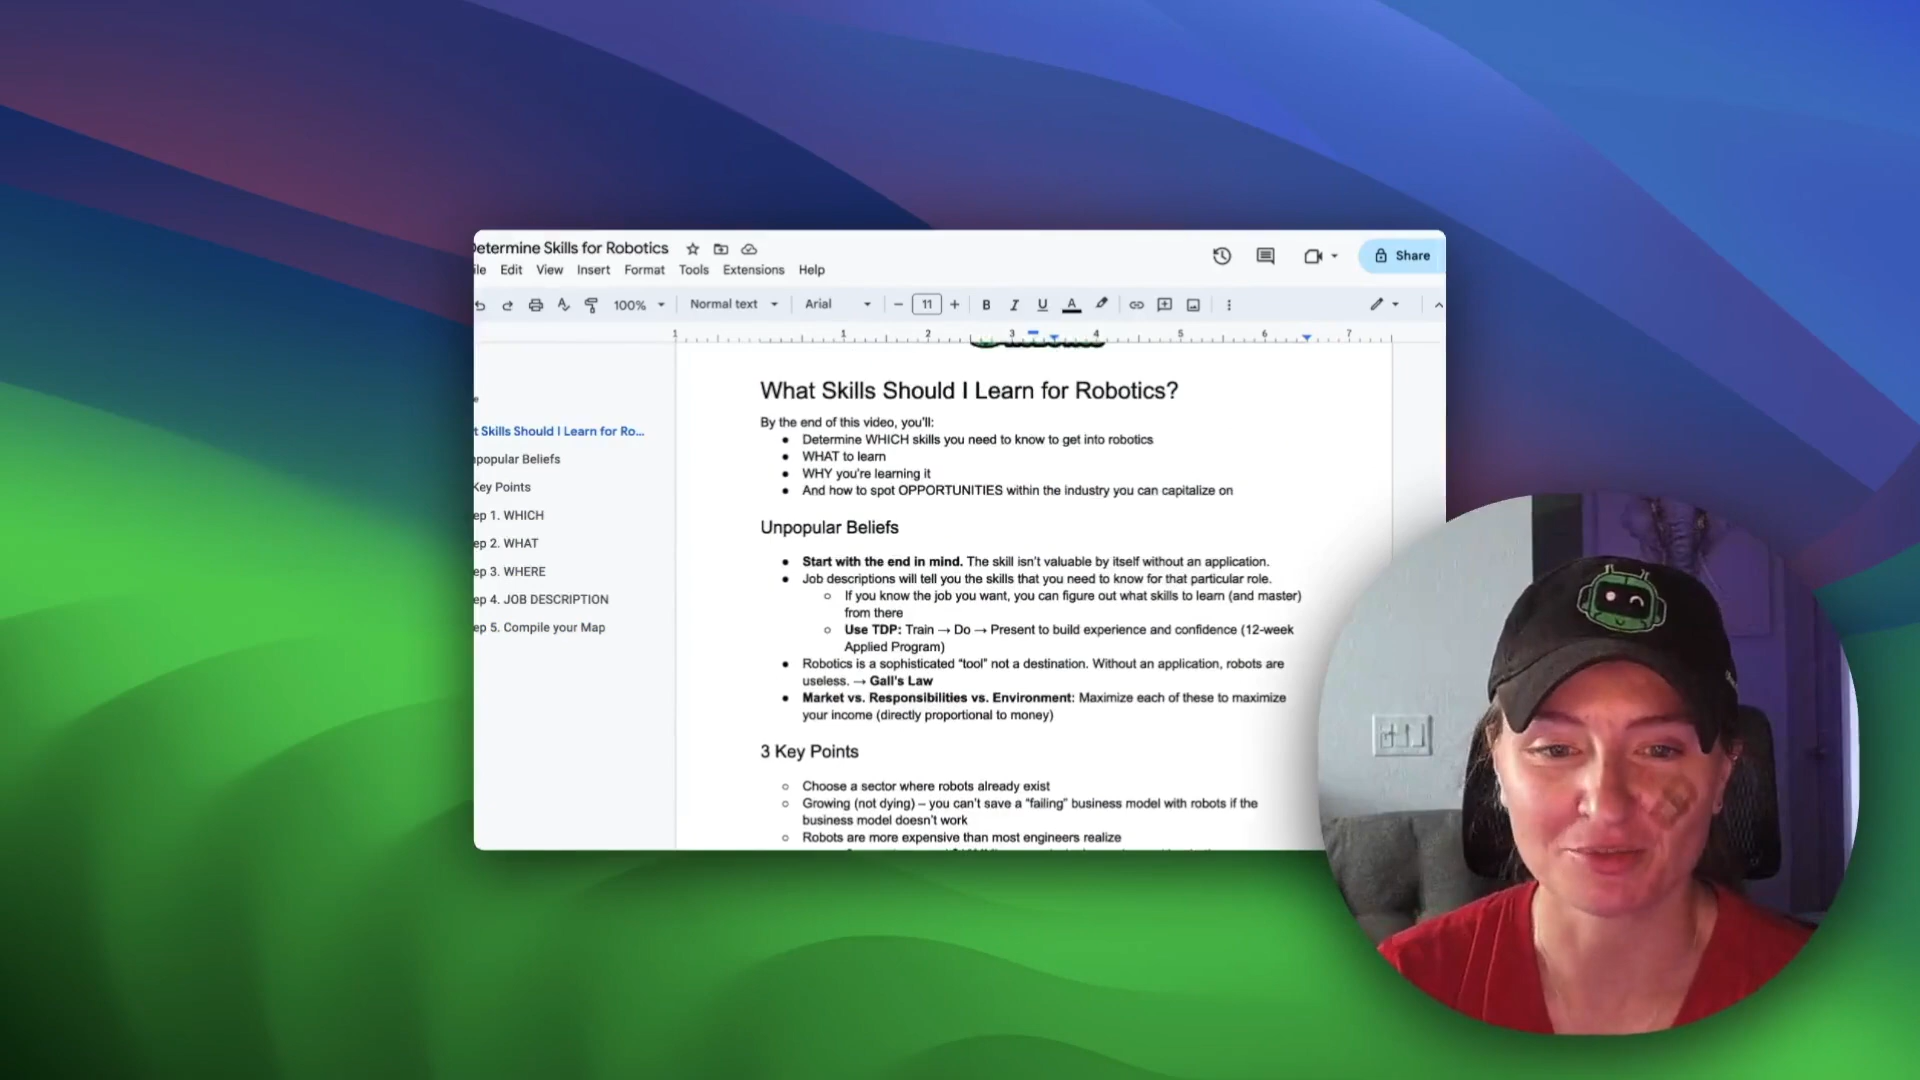 etermine Skills for Robotics
Share
ile Edit View Insert Format Tools Extensions Help
100% Normal text Arial 11 B I U A
1 1 2 3 4 5 6 7
What Skills Should I Learn for Robotics?
By the end of this video, you'll:
Determine WHICH skills you need to know to get into robotics
WHAT to learn
WHY you're learning it
And how to spot OPPORTUNITIES within the industry you can capitalize on
Unpopular Beliefs
Start with the end in mind. The skill isn't valuable by itself without an application.
Job descriptions will tell you the skills that you need to know for that particular role.
If you know the job you want, you can figure out what skills to learn (and master)
from there
Use TDP: Train → Do → Present to build experience and confidence (12-week
Applied Program)
Robotics is a sophisticated "tool" not a destination. Without an application, robots are
useless. → Gall's Law
Market vs. Responsibilities vs. Environment: Maximize each of these to maximize
your income (directly proportional to money)
3 Key Points
Choose a sector where robots already exist
Growing (not dying) – you can't save a "failing" business model with robots if the
business model doesn't work
Robots are more expensive than most engineers realize
e
t Skills Should I Learn for Ro...
popular Beliefs
Key Points
ep 1. WHICH
ep 2. WHAT
ep 3. WHERE
ep 4. JOB DESCRIPTION
ep 5. Compile your Map